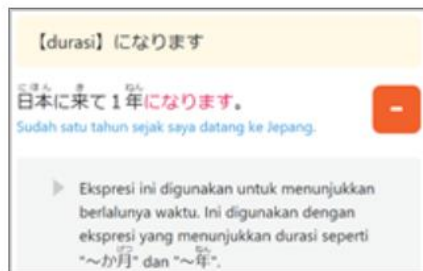 【durasi】になります
にほん き ねん
日本に来て1年になります。
Sudah satu tahun sejak saya datang ke Jepang.
Ekspresi ini digunakan untuk menunjukkan
berlalunya waktu. Ini digunakan dengan
ekspresi yang menunjukkan durasi seperti
げつ ねん
"～か月" dan "～年".